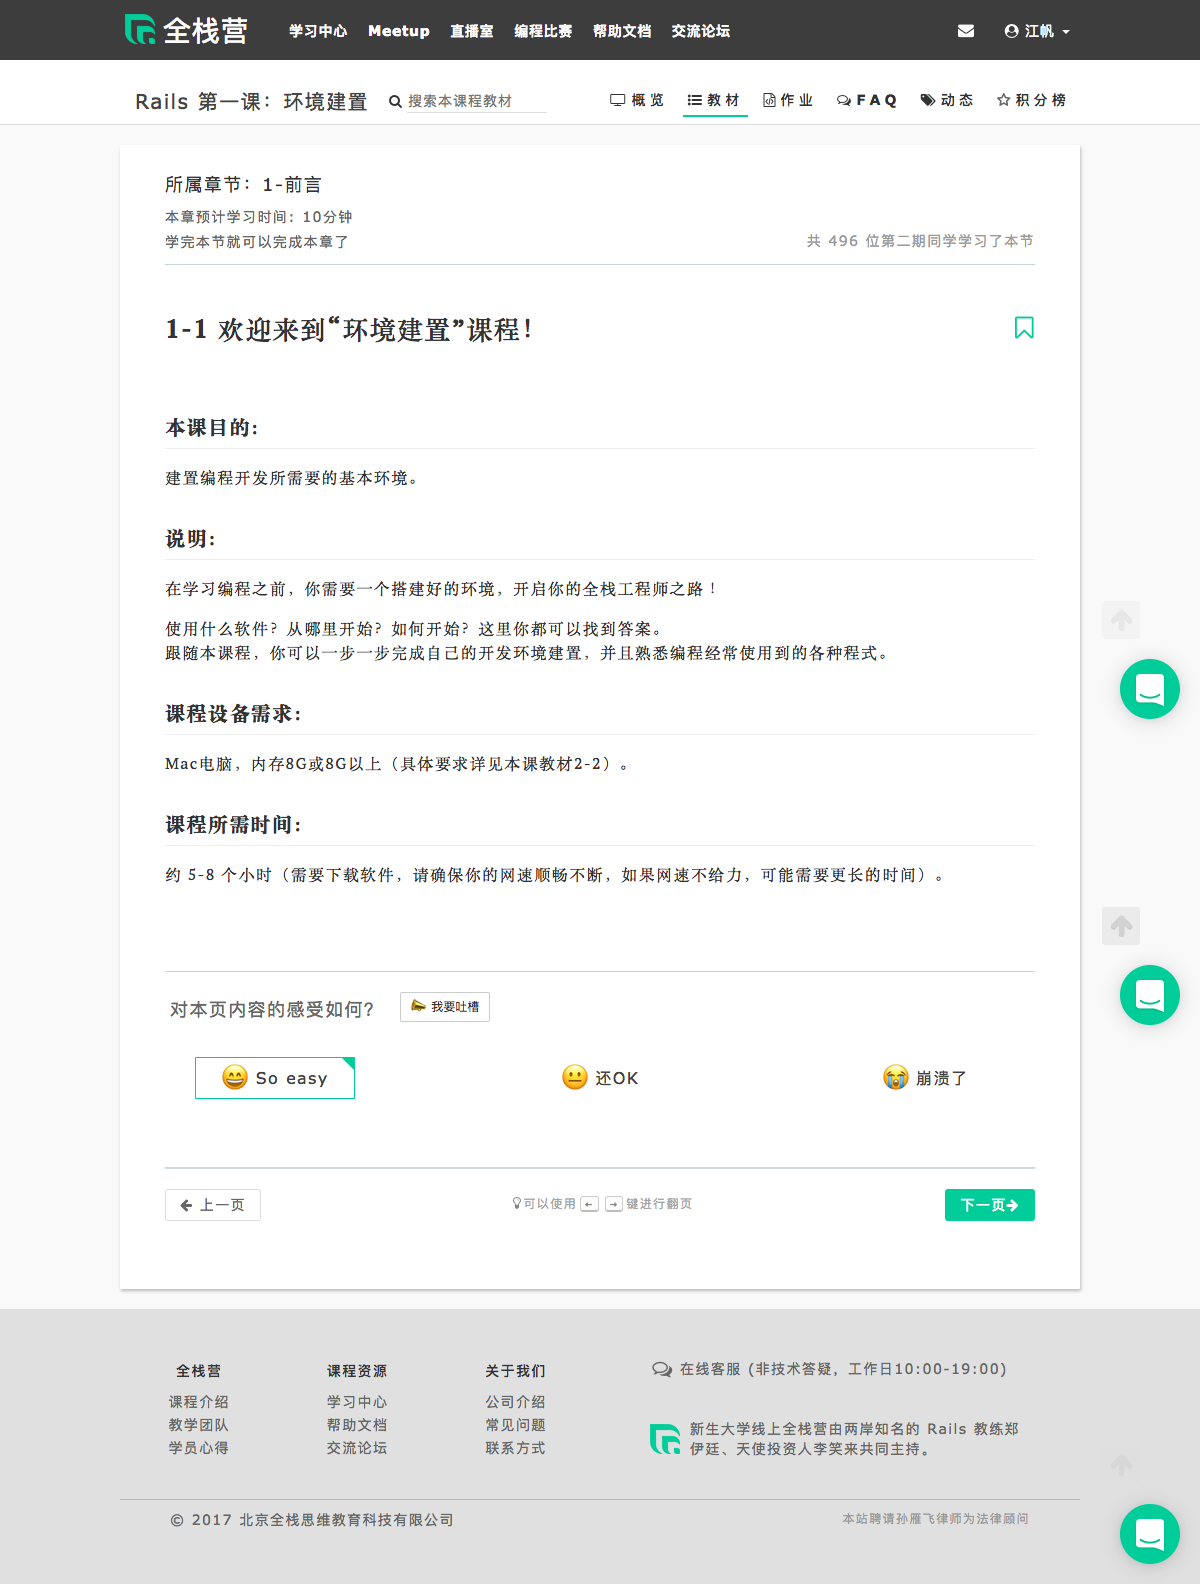 全栈营
学习中心 Meetup 直播室 编程比赛 帮助文档 交流论坛 江帆
Rails 第一课：环境建置 搜索本课程教材 概览 教材 作业 FAQ 动态 积分榜
所属章节：1-前言
本章预计学习时间：10分钟
学完本节就可以完成本章了
共 496 位第二期同学学习了本节
1-1 欢迎来到“环境建置”课程！
本课目的：
建置编程开发所需要的基本环境。
说明：
在学习编程之前，你需要一个搭建好的环境，开启你的全栈工程师之路！
使用什么软件？从哪里开始？如何开始？这里你都可以找到答案。
跟随本课程，你可以一步一步完成自己的开发环境建置，并且熟悉编程经常使用到的各种程式。
课程设备需求：
Mac电脑，内存8G或8G以上（具体要求详见本课教材2-2）。
课程所需时间：
约 5-8 个小时（需要下载软件，请确保你的网速顺畅不断，如果网速不给力，可能需要更长的时间）。
对本页内容的感受如何？ 我要吐槽
So easy 还OK 崩溃了
← 上一页 可以使用 ← → 键进行翻页 下一页→
全栈营 课程资源 关于我们
课程介绍 学习中心 公司介绍
教学团队 帮助文档 常见问题
学员心得 交流论坛 联系方式
在线客服 (非技术答疑，工作日10:00-19:00)
新生大学线上全栈营由两岸知名的 Rails 教练郑
伊廷、天使投资人李笑来共同主持。
© 2017 北京全栈思维教育科技有限公司
本站聘请孙雁飞律师为法律顾问